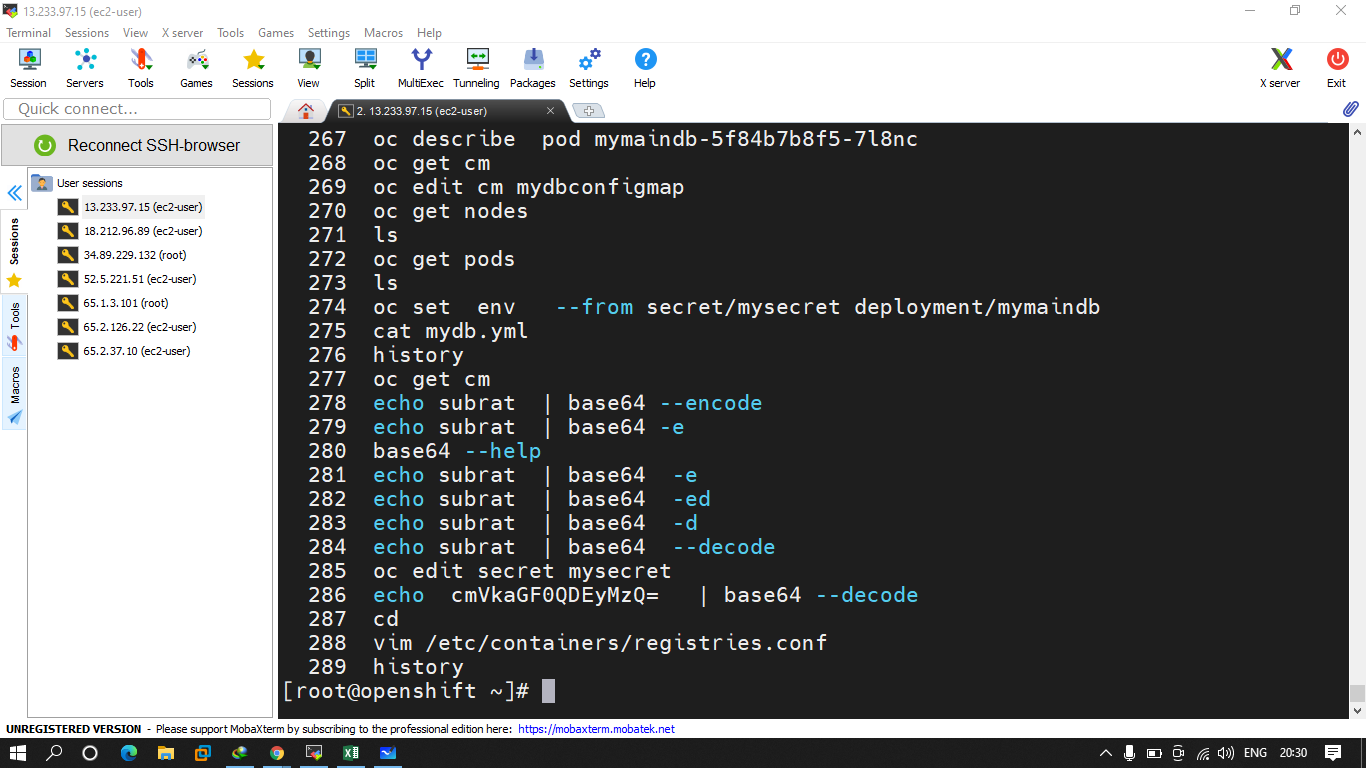 13.233.97.15 (ec2-user)
Terminal Sessions View X server Tools Games Settings Macros Help
Session Servers Tools Games Sessions View Split MultiExec Tunneling Packages Settings Help X server Exit
Quick connect...
2. 13.233.97.15 (ec2-user)
Reconnect SSH-browser
User sessions
13.233.97.15 (ec2-user)
18.212.96.89 (ec2-user)
34.89.229.132 (root)
52.5.221.51 (ec2-user)
65.1.3.101 (root)
65.2.126.22 (ec2-user)
65.2.37.10 (ec2-user)
Sessions
Tools
Macros
267 oc describe  pod mymaindb-5f84b7b8f5-7l8nc
268 oc get cm
269 oc edit cm mydbconfigmap
270 oc get nodes
271 ls
272 oc get pods
273 ls
274 oc set  env   --from secret/mysecret deployment/mymaindb
275 cat mydb.yml
276 history
277 oc get cm
278 echo subrat  | base64 --encode
279 echo subrat  | base64 -e
280 base64 --help
281 echo subrat  | base64  -e
282 echo subrat  | base64  -ed
283 echo subrat  | base64  -d
284 echo subrat  | base64  --decode
285 oc edit secret mysecret
286 echo  cmVkaGF0QDEyMzQ=   | base64 --decode
287 cd
288 vim /etc/containers/registries.conf
289 history
[root@openshift ~]#
UNREGISTERED VERSION - Please support MobaXterm by subscribing to the professional edition here: https://mobaxterm.mobatek.net
ENG 20:30